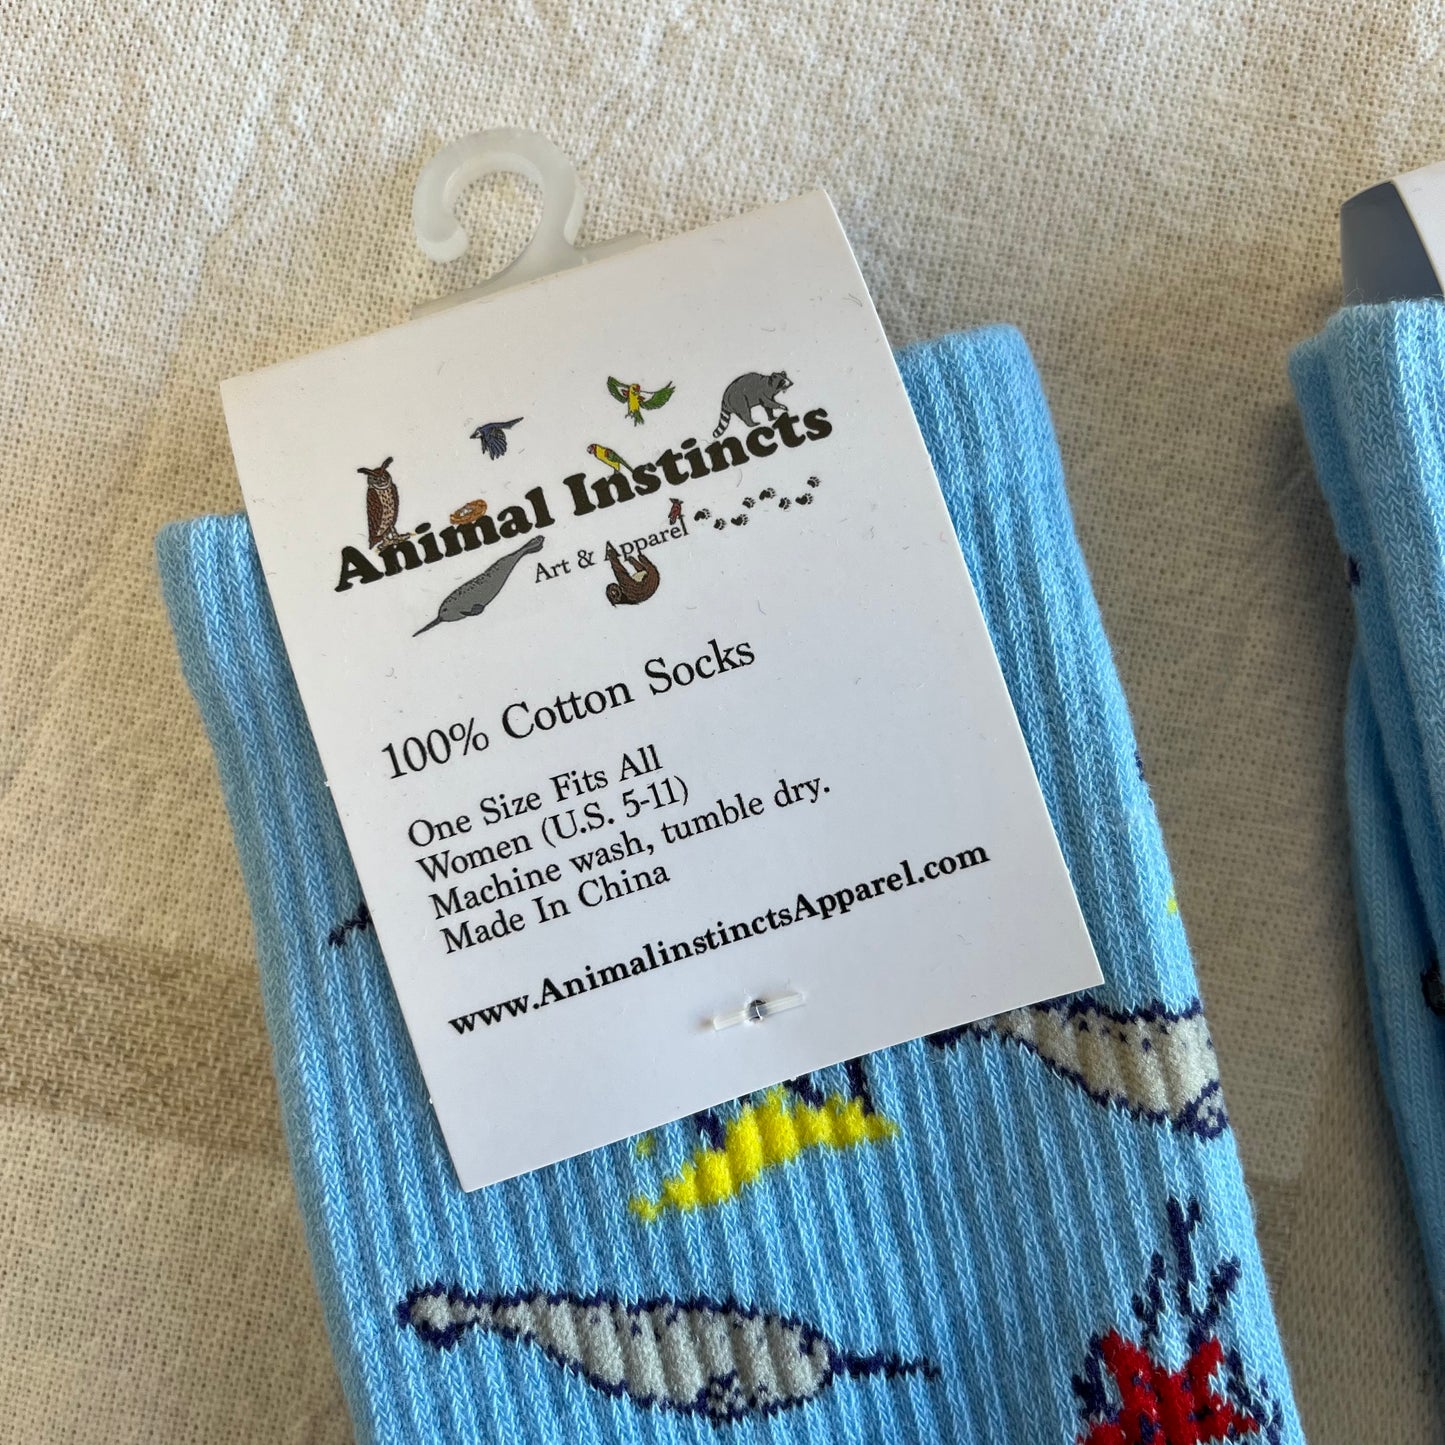 Animal Instincts
Art & Apparel
100% Cotton Socks
One Size Fits All
Women (U.S. 5-11)
Machine wash, tumble dry.
Made In China
www.AnimalinstinctsApparel.com